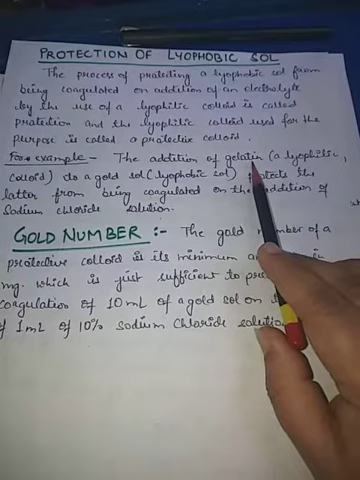 PROTECTION OF LYOPHOBIC SOL
The process of protecting a lyophobic sol from
being coagulated on addition of an electrolyte
by the use of a lyophilic colloid is called
protection and the lyophilic colloid used for the
purpose is called a protective colloid.
For example - The addition of gelatin (a lyophilic
colloid) to a gold sol (lyophobic sol) protects the
latter from being coagulated on the addition of
Sodium chloride solution.
GOLD NUMBER :- The gold number of a
protective colloid is its minimum in
mg. which is just sufficient to
coagulation of 10 mL of a gold sol on
of 1 mL of 10% Sodium Chloride solution